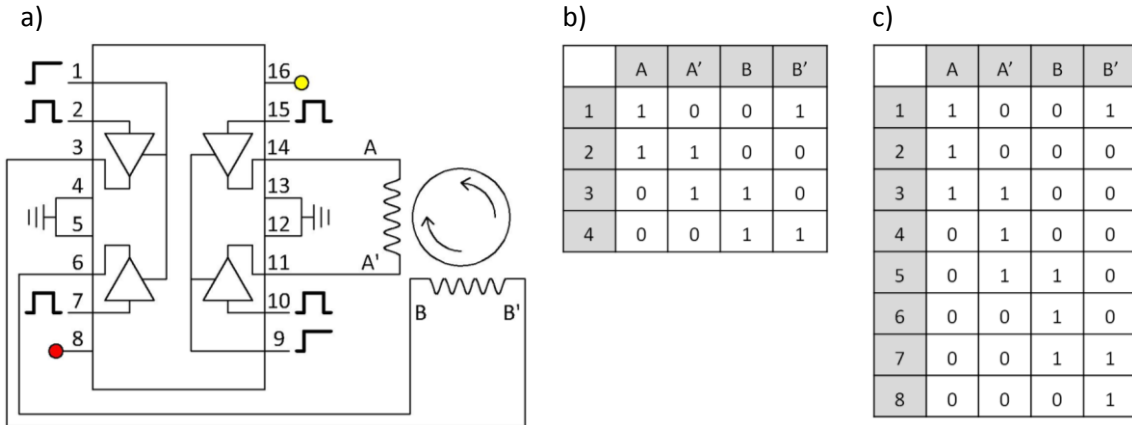 a)
1 16
2 15
3 14 A
4 13
5 12
6 11 A'
7 10 B B'
8 9
b)
A A’ B B’
1 1 0 0 1
2 1 1 0 0
3 0 1 1 0
4 0 0 1 1
c)
A A’ B B’
1 1 0 0 1
2 1 0 0 0
3 1 1 0 0
4 0 1 0 0
5 0 1 1 0
6 0 0 1 0
7 0 0 1 1
8 0 0 0 1